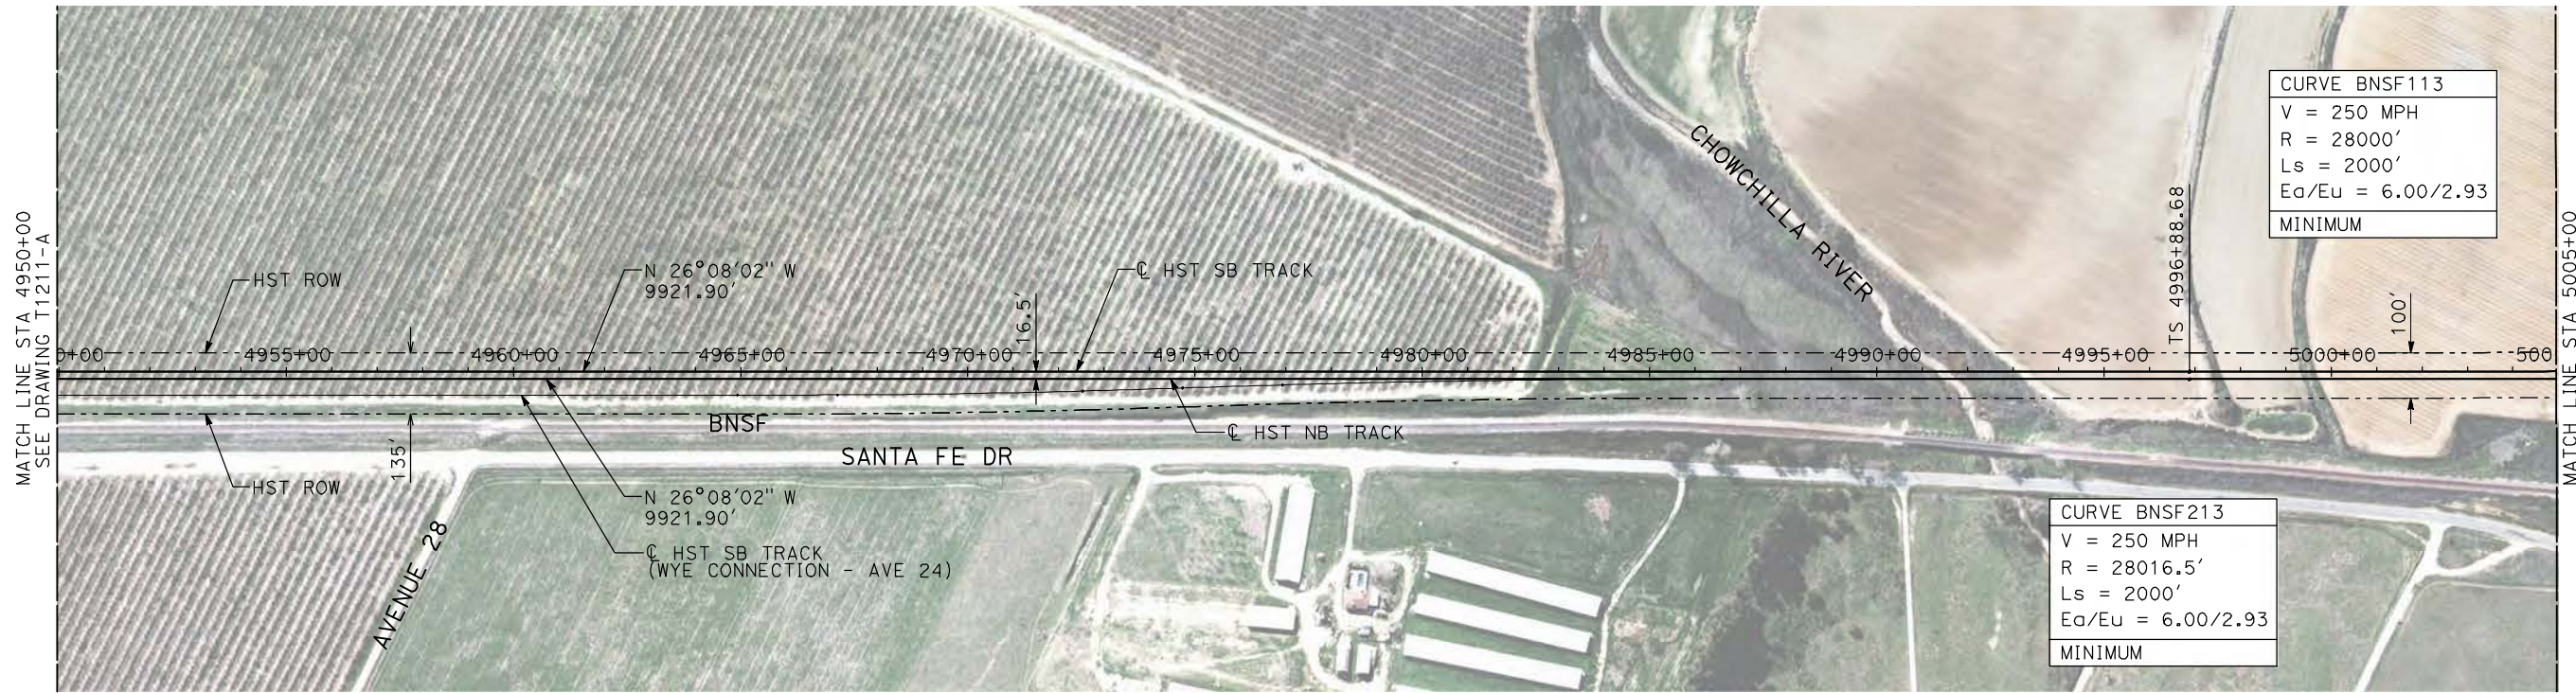 MATCH LINE STA 4950+00
SEE DRAWING T1211-A
HST ROW
N 26°08'02" W
9921.90'
16.5'
℄ HST SB TRACK
CHOWCHILLA RIVER
TS 4996+88.68
CURVE BNSF113
V = 250 MPH
R = 28000'
Ls = 2000'
Ea/Eu = 6.00/2.93
MINIMUM
100'
MATCH LINE STA 5005+00
0+00
4955+00
4960+00
4965+00
4970+00
4975+00
4980+00
4985+00
4990+00
4995+00
5000+00
500
135'
BNSF
℄ HST NB TRACK
SANTA FE DR
HST ROW
N 26°08'02" W
9921.90'
℄ HST SB TRACK
(WYE CONNECTION - AVE 24)
AVENUE 28
CURVE BNSF213
V = 250 MPH
R = 28016.5'
Ls = 2000'
Ea/Eu = 6.00/2.93
MINIMUM